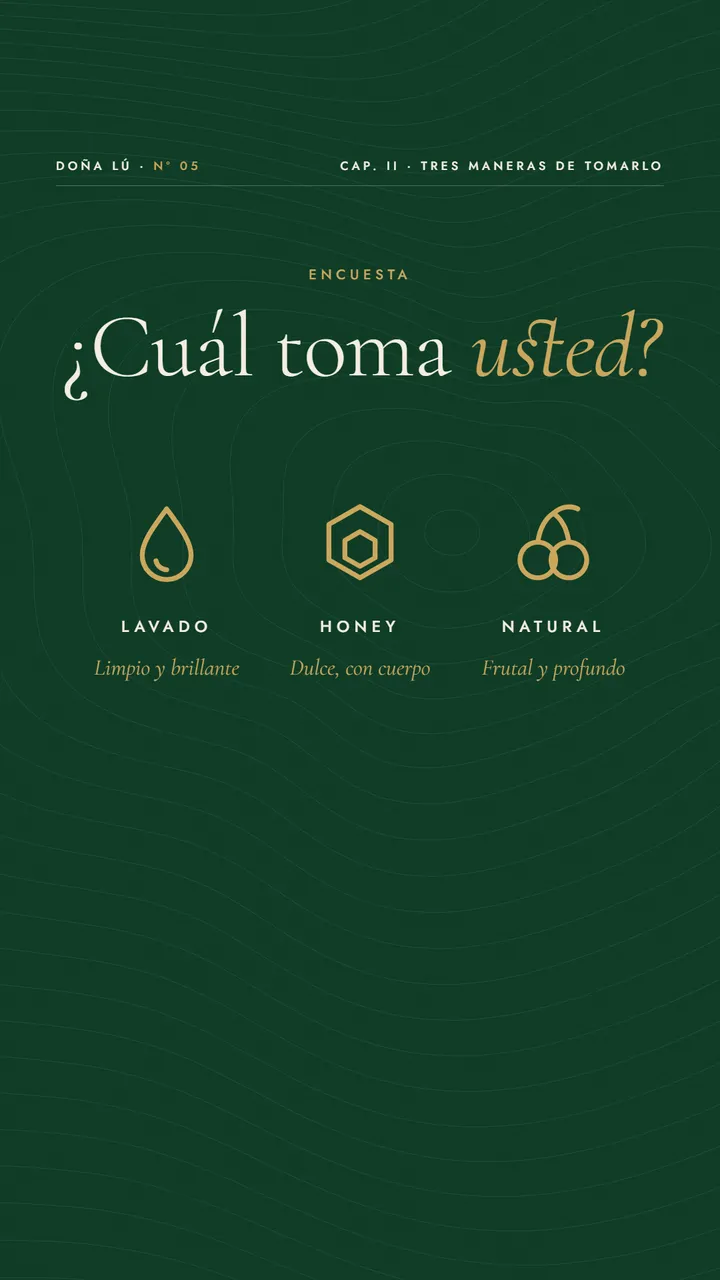 DOÑA LÚ · N° 05
CAP. II · TRES MANERAS DE TOMARLO
ENCUESTA
¿Cuál toma usted?
LAVADO
Limpio y brillante
HONEY
Dulce, con cuerpo
NATURAL
Frutal y profundo